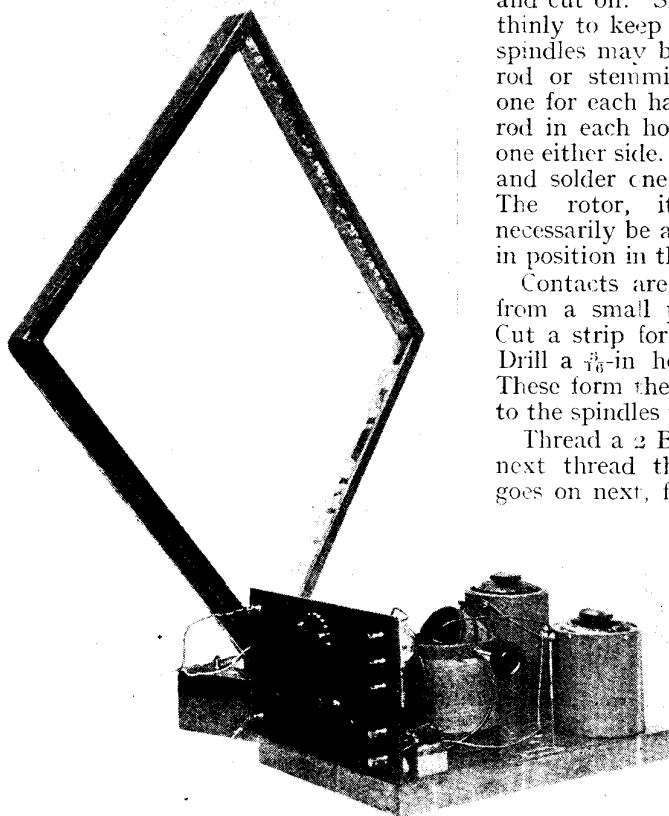 and cut off. S
thinly to keep
spindles may b
rod or stemmi
one for each ha
rod in each ho
one either side.
and solder one
The rotor, it
necessarily be a
in position in th
Contacts are
from a small p
Cut a strip for
Drill a 3/16-in ho
These form the
to the spindles
Thread a 2 B
next thread th
goes on next, f